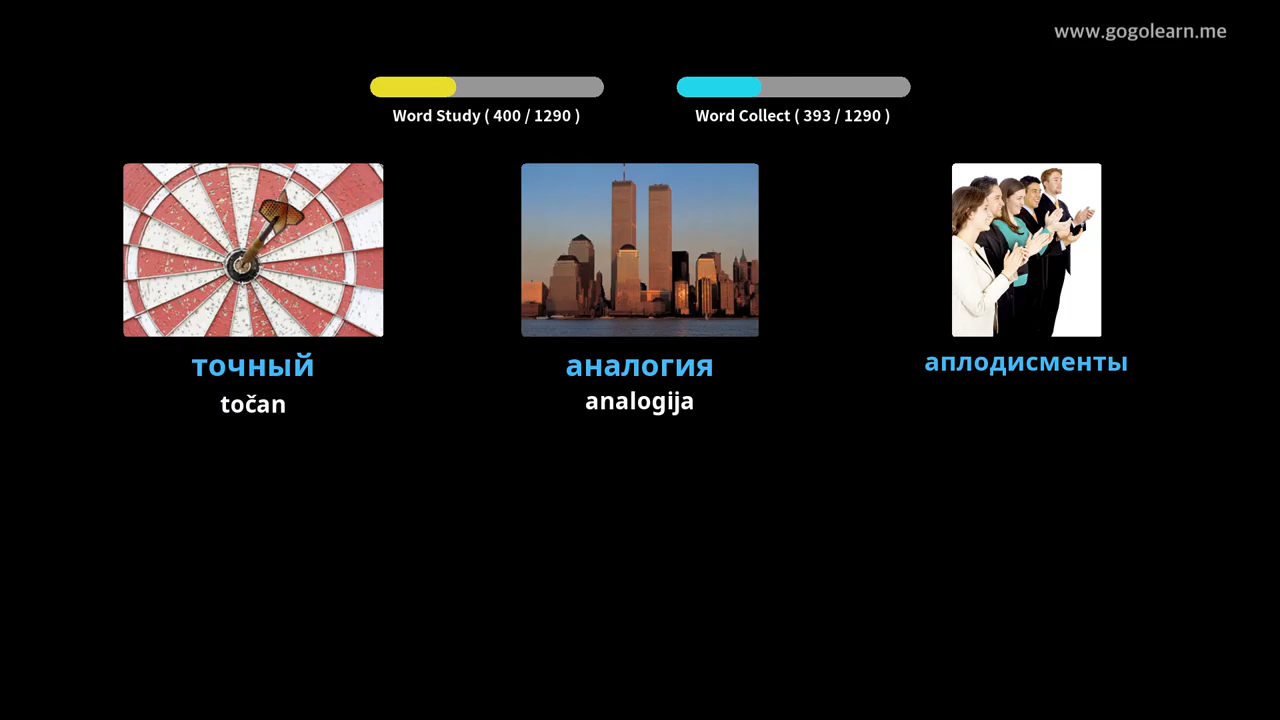 www.gogolearn.me
Word Study ( 400 / 1290 )
Word Collect ( 393 / 1290 )
точный
аналогия
аплодисменты
točan
analogija